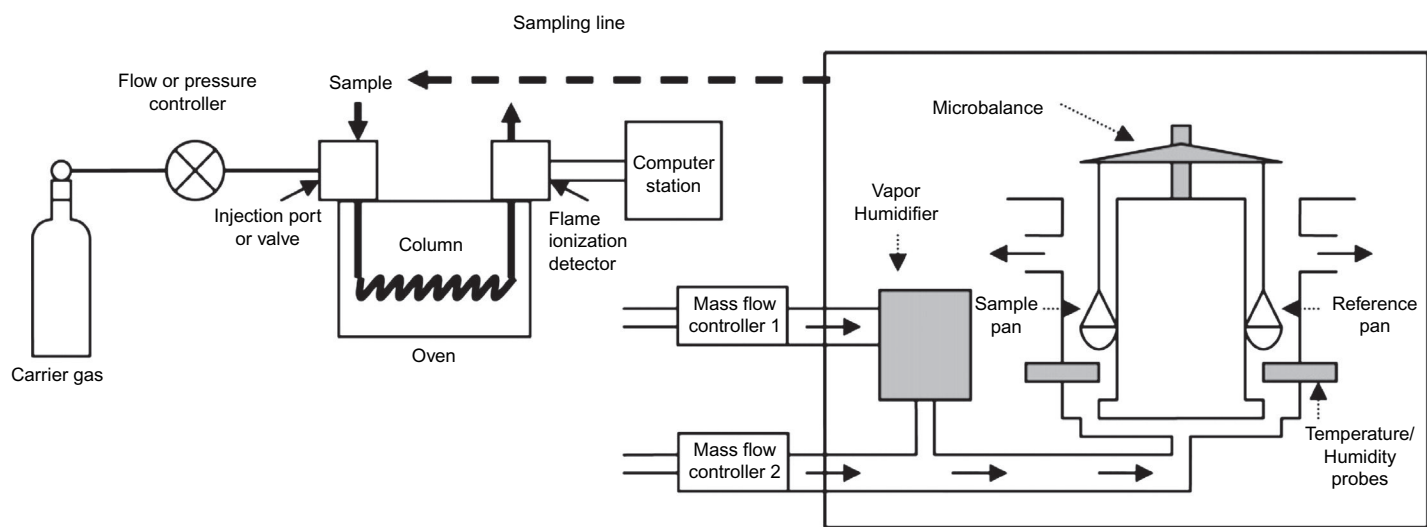 Sampling line
Flow or pressure
controller
Sample
Microbalance
Computer
station
Vapor
Humidifier
Injection port
or valve
Column
Flame
ionization
detector
Mass flow
controller 1
Sample
pan
Reference
pan
Oven
Carrier gas
Mass flow
controller 2
Temperature/
Humidity
probes